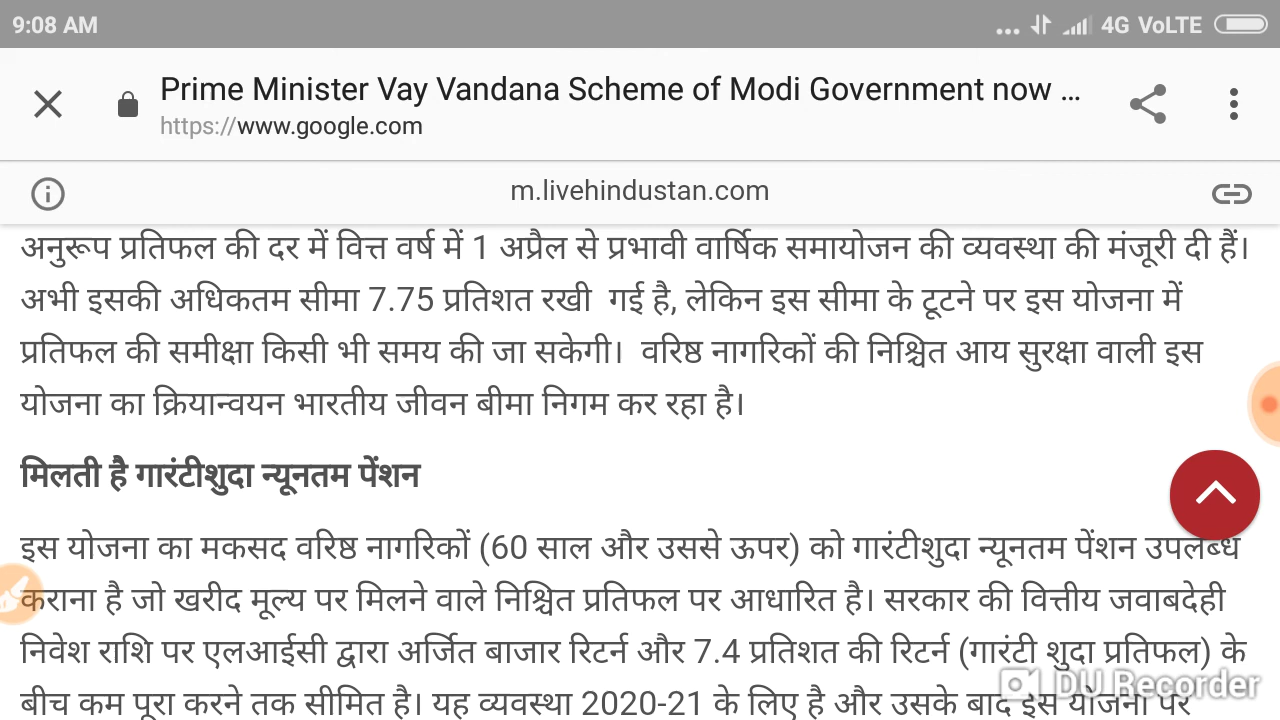 9:08 AM
... 4G VoLTE
Prime Minister Vay Vandana Scheme of Modi Government now ...
https://www.google.com
m.livehindustan.com
अनुरूप प्रतिफल की दर में वित्त वर्ष में 1 अप्रैल से प्रभावी वार्षिक समायोजन की व्यवस्था की मंजूरी दी हैं।
अभी इसकी अधिकतम सीमा 7.75 प्रतिशत रखी गई है, लेकिन इस सीमा के टूटने पर इस योजना में
प्रतिफल की समीक्षा किसी भी समय की जा सकेगी। वरिष्ठ नागरिकों की निश्चित आय सुरक्षा वाली इस
योजना का क्रियान्वयन भारतीय जीवन बीमा निगम कर रहा है।
मिलती है गारंटीशुदा न्यूनतम पेंशन
इस योजना का मकसद वरिष्ठ नागरिकों (60 साल और उससे ऊपर) को गारंटीशुदा न्यूनतम पेंशन उपलब्ध
कराना है जो खरीद मूल्य पर मिलने वाले निश्चित प्रतिफल पर आधारित है। सरकार की वित्तीय जवाबदेही
निवेश राशि पर एलआईसी द्वारा अर्जित बाजार रिटर्न और 7.4 प्रतिशत की रिटर्न (गारंटी शुदा प्रतिफल) के
बीच कम पूरा करने तक सीमित है। यह व्यवस्था 2020-21 के लिए है और उसके बाद इस योजना पर
DU Recorder